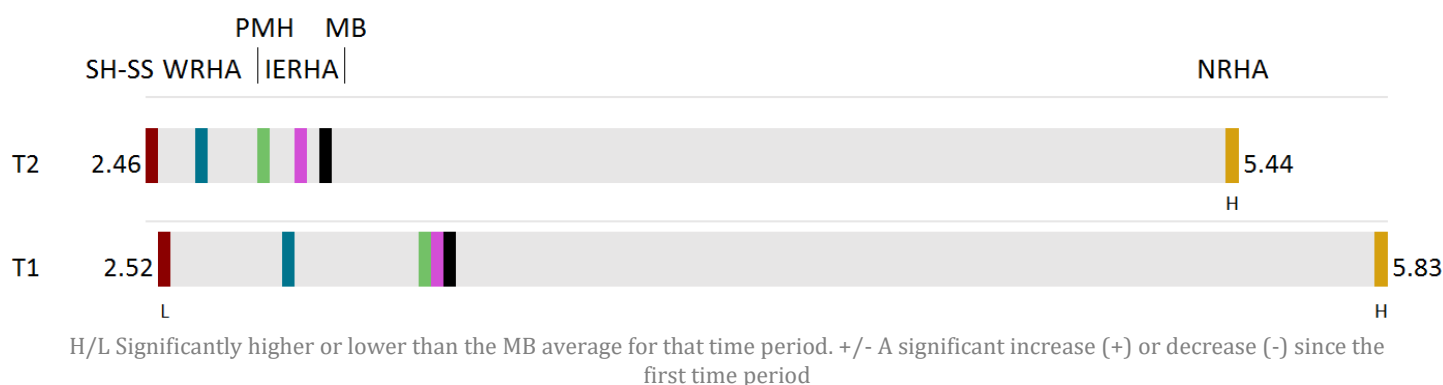 PMH MB
SH-SS WRHA IERHA NRHA
T2 2.46 5.44
H
T1 2.52 5.83
L H
H/L Significantly higher or lower than the MB average for that time period. +/- A significant increase (+) or decrease (-) since the
first time period